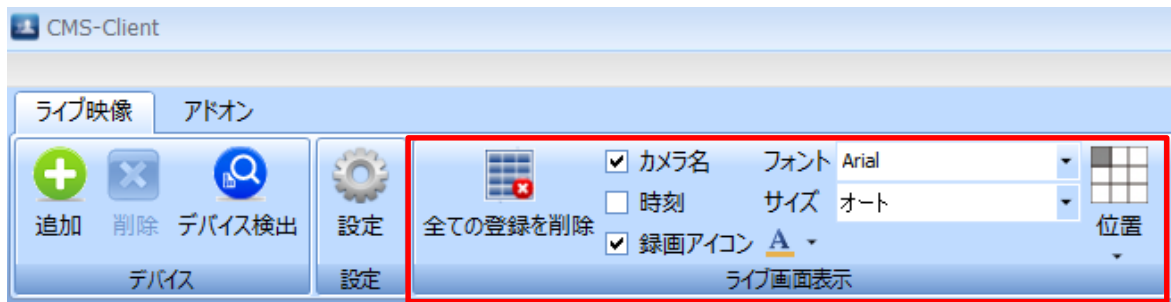 CMS-Client
ライブ映像 アドオン
追加 削除 デバイス検出
デバイス
設定
設定
全ての登録を削除
カメラ名 フォント Arial
時刻 サイズ オート
録画アイコン A
位置
ライブ画面表示